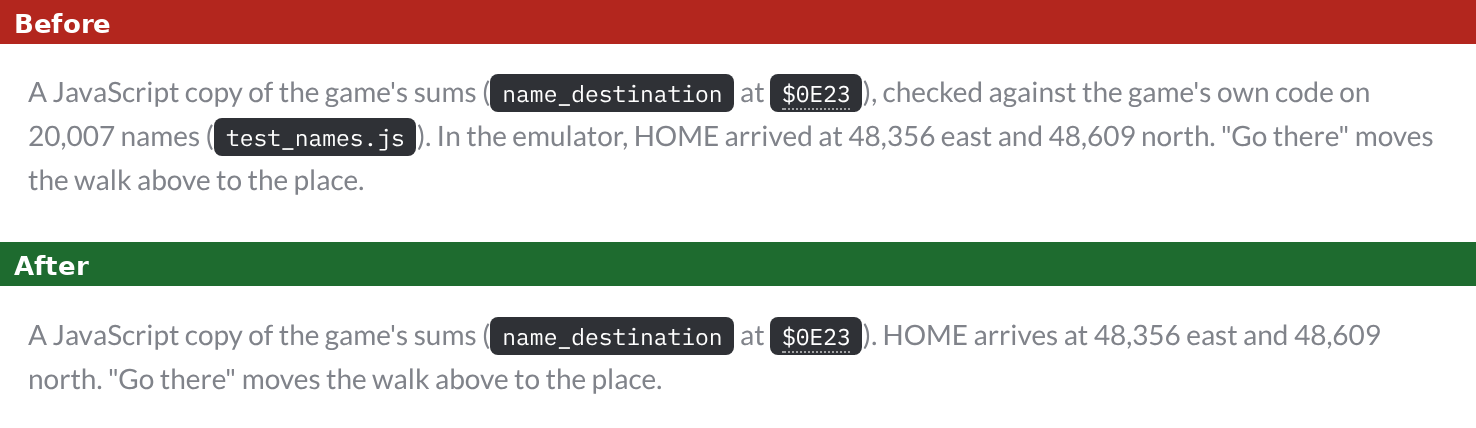 Before
A JavaScript copy of the game's sums (name_destination at $0E23), checked against the game's own code on
20,007 names (test_names.js). In the emulator, HOME arrived at 48,356 east and 48,609 north. "Go there" moves
the walk above to the place.
After
A JavaScript copy of the game's sums (name_destination at $0E23). HOME arrives at 48,356 east and 48,609
north. "Go there" moves the walk above to the place.